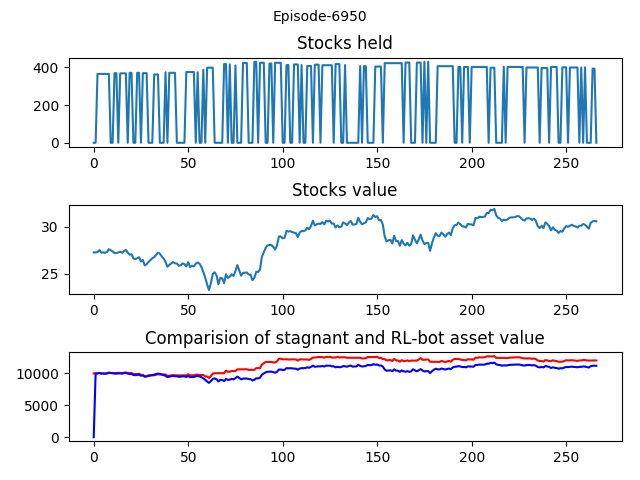 Episode-6950
Stocks held
400
200
0
0 50 100 150 200 250
Stocks value
30
25
0 50 100 150 200 250
Comparision of stagnant and RL-bot asset value
10000
5000
0
0 50 100 150 200 250